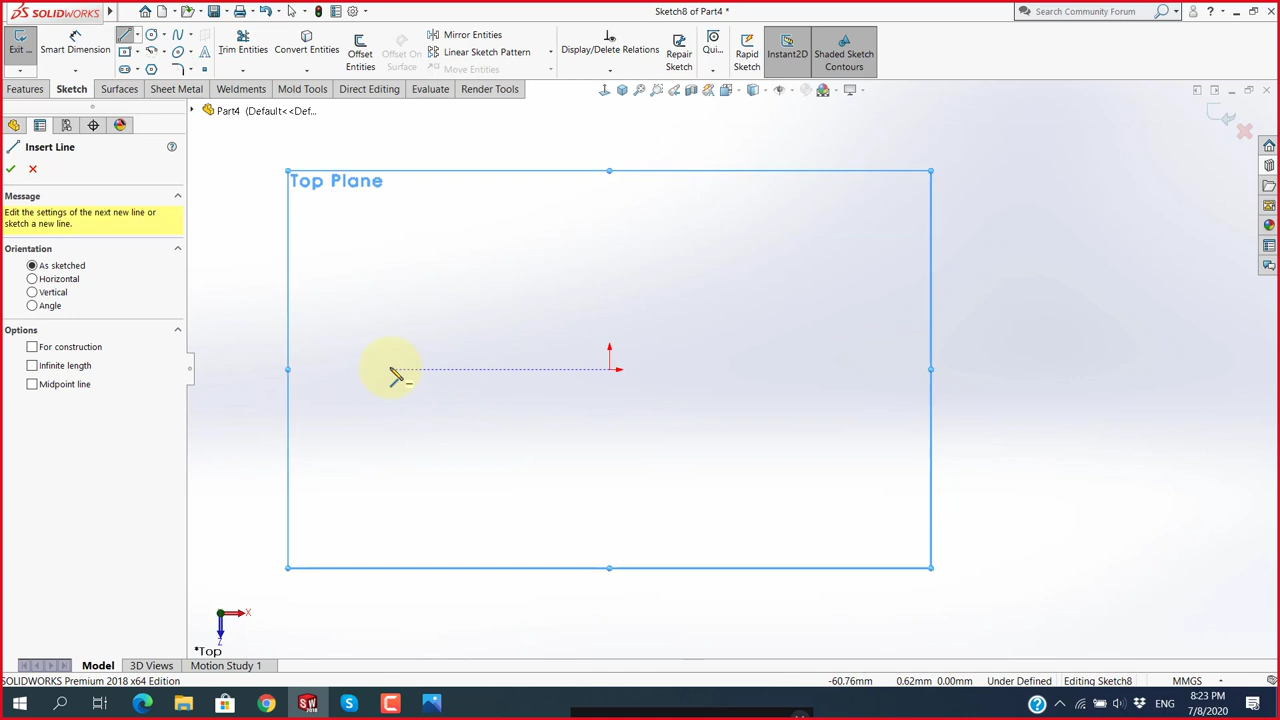 SOLIDWORKS
Sketch8 of Part4 *
Search Community Forum
Exit ...
Smart Dimension
Trim Entities
Convert Entities
Offset Entities
Offset On Surface
Mirror Entities
Linear Sketch Pattern
Move Entities
Display/Delete Relations
Repair Sketch
Qui...
Rapid Sketch
Instant2D
Shaded Sketch Contours
Features
Sketch
Surfaces
Sheet Metal
Weldments
Mold Tools
Direct Editing
Evaluate
Render Tools
Part4 (Default<<Def...
Insert Line
Message
Edit the settings of the next new line or
sketch a new line.
Orientation
As sketched
Horizontal
Vertical
Angle
Options
For construction
Infinite length
Midpoint line
Top Plane
X
Z
*Top
Model
3D Views
Motion Study 1
SOLIDWORKS Premium 2018 x64 Edition
-60.76mm
0.62mm 0.00mm
Under Defined
Editing Sketch8
MMGS
ENG
8:23 PM
7/8/2020